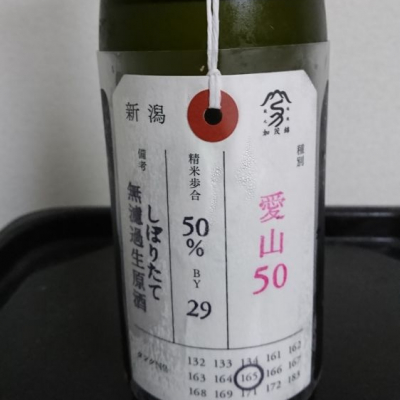 新潟
加茂錦
種別
愛山50
精米歩合
50%
BY
29
備考
しぼりたて
無濾過生原酒
132 133 134 161 162
163 164 165 166 167
168 169 171 172 183